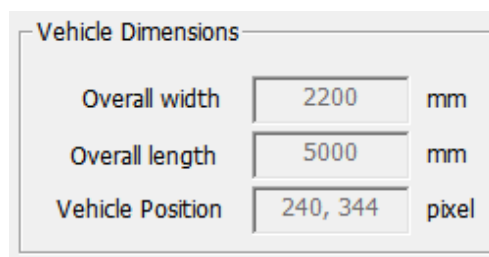 Vehicle Dimensions
Overall width 2200 mm
Overall length 5000 mm
Vehicle Position 240, 344 pixel